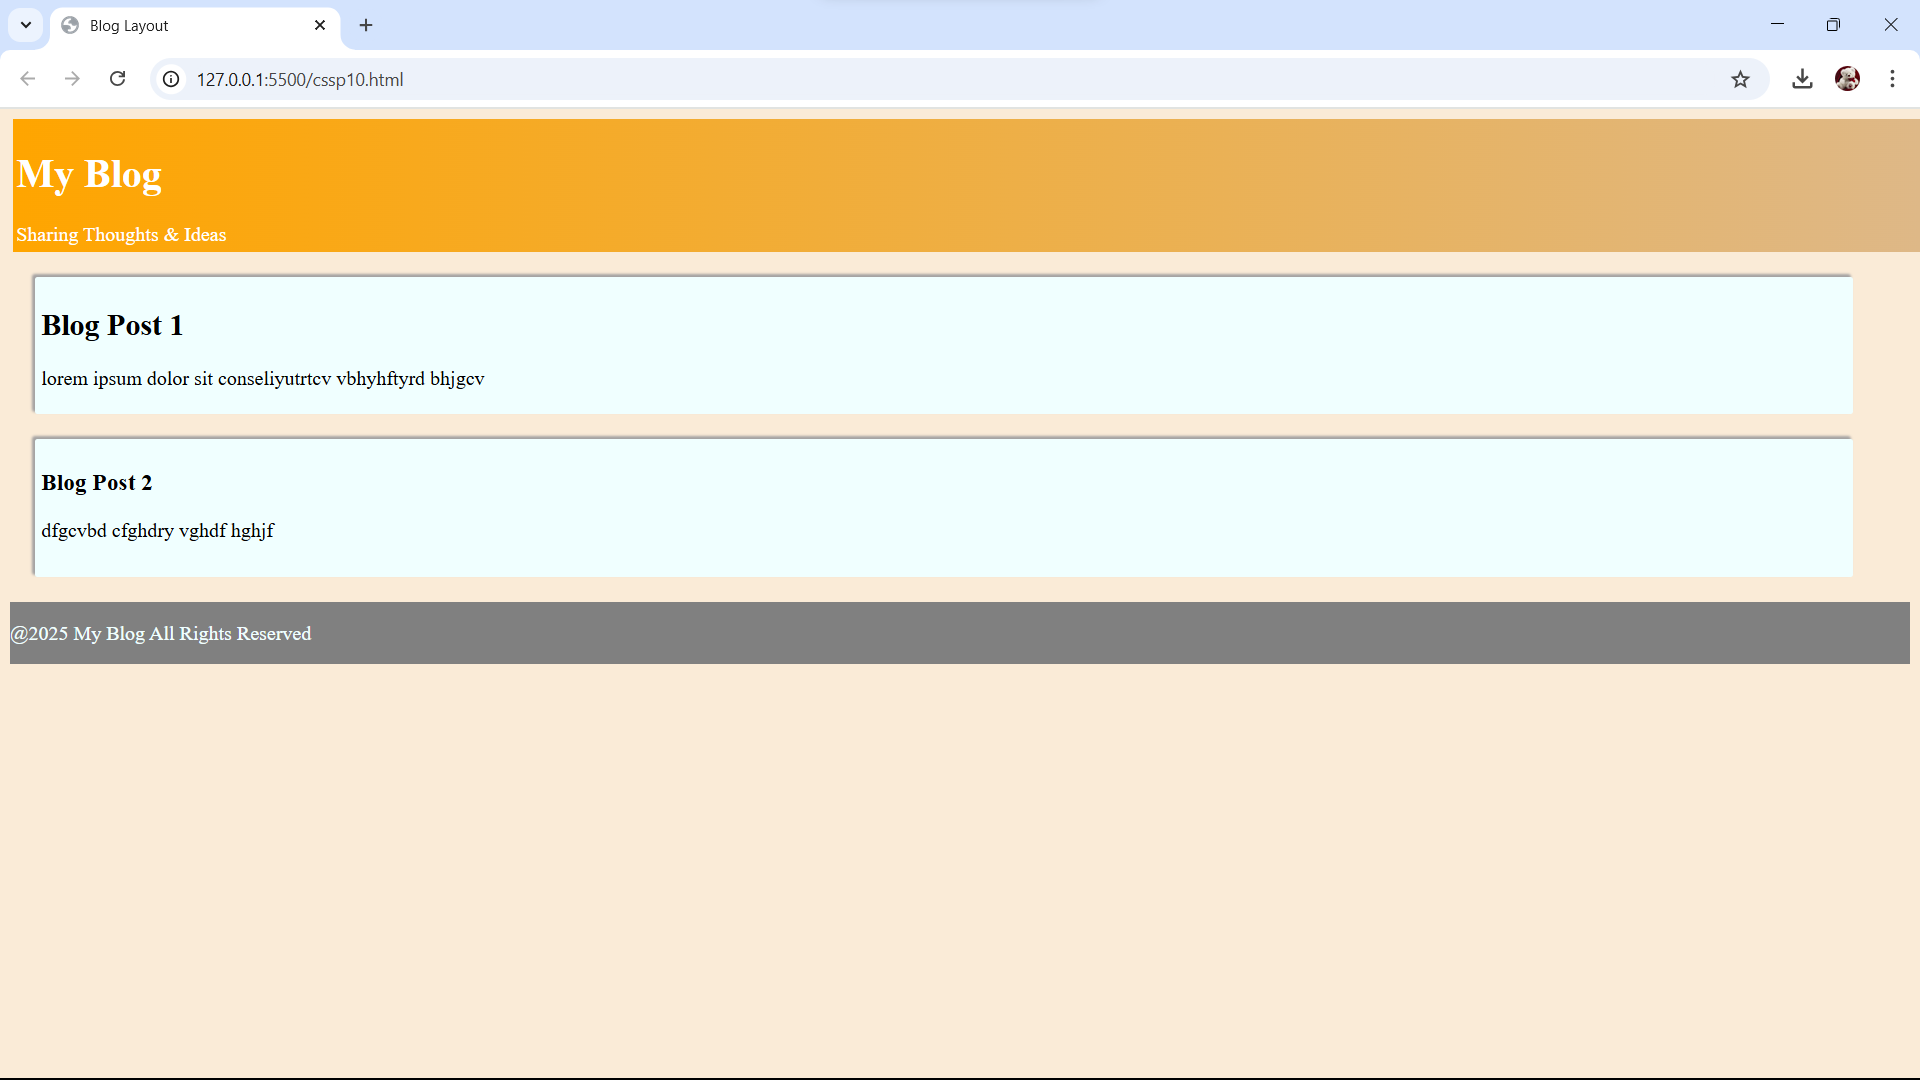 Blog Layout
127.0.0.1:5500/cssp10.html
My Blog
Sharing Thoughts & Ideas
Blog Post 1
lorem ipsum dolor sit conseliyutrtcv vbhyhftyrd bhjgcv
Blog Post 2
dfgcvbd cfghdry vghdf hghjf
@2025 My Blog All Rights Reserved